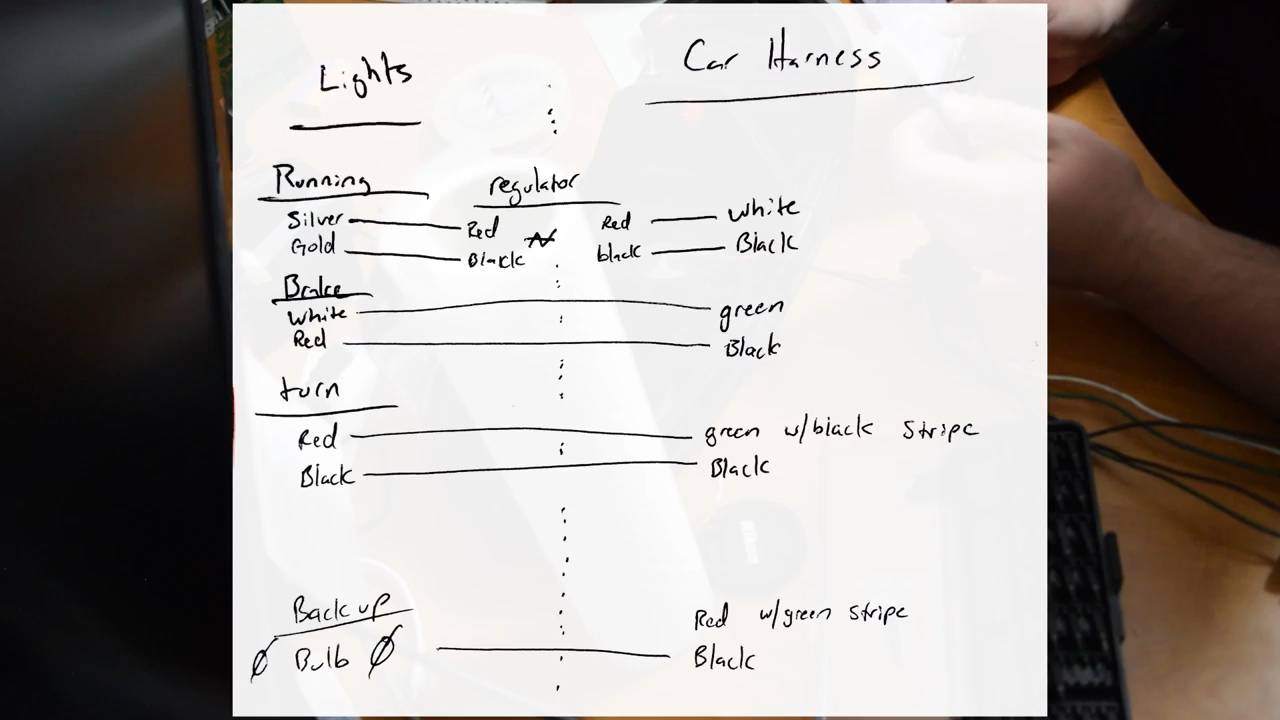 Lights Car Harness
Running regulator
Silver Red Red white
Gold Black black Black
Brake
white green
Red Black
turn
Red green w/black Stripe
Black Black
Back up
Red w/green stripe
Bulb Black